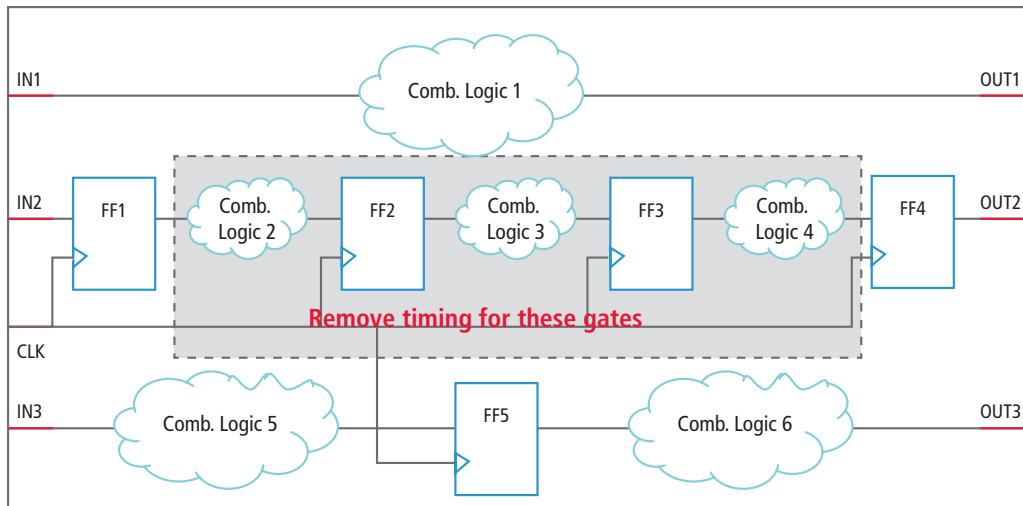 IN1
Comb. Logic 1
OUT1
IN2
FF1
Comb.
Logic 2
FF2
Comb.
Logic 3
FF3
Comb.
Logic 4
FF4
OUT2
Remove timing for these gates
CLK
IN3
Comb. Logic 5
FF5
Comb. Logic 6
OUT3